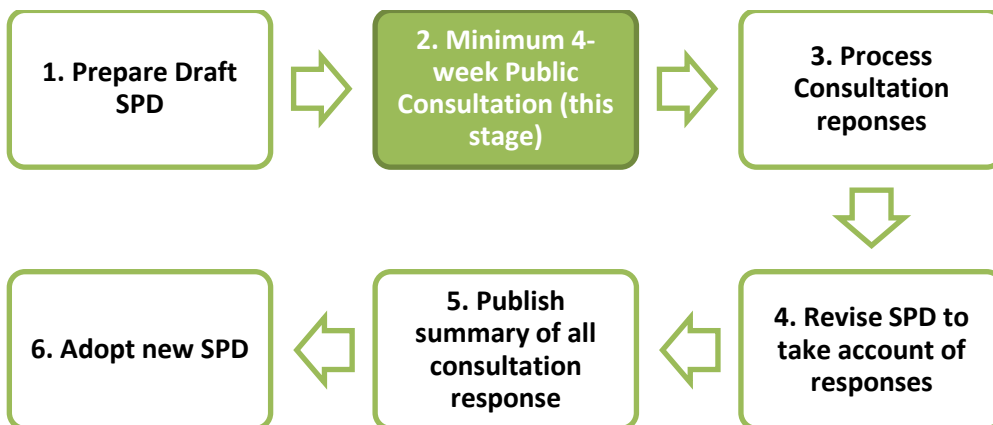 1. Prepare Draft
SPD
2. Minimum 4-
week Public
Consultation (this
stage)
3. Process
Consultation
reponses
4. Revise SPD to
take account of
responses
5. Publish
summary of all
consultation
response
6. Adopt new SPD